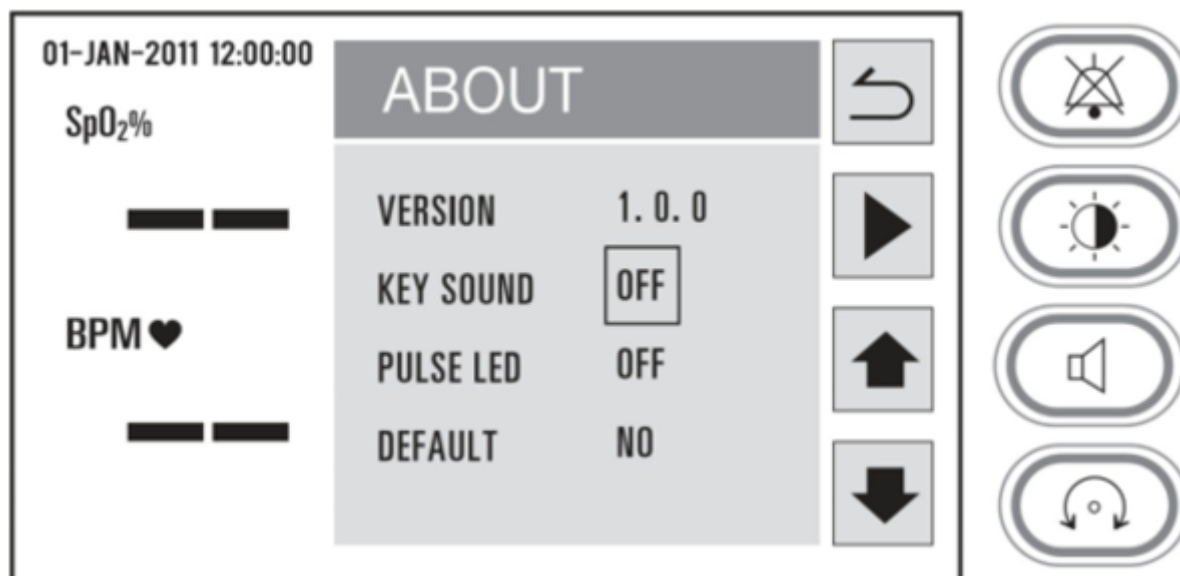 01-JAN-2011 12:00:00
SpO₂%
-- --
BPM♥
-- --
ABOUT
VERSION 1. 0. 0
KEY SOUND OFF
PULSE LED OFF
DEFAULT NO